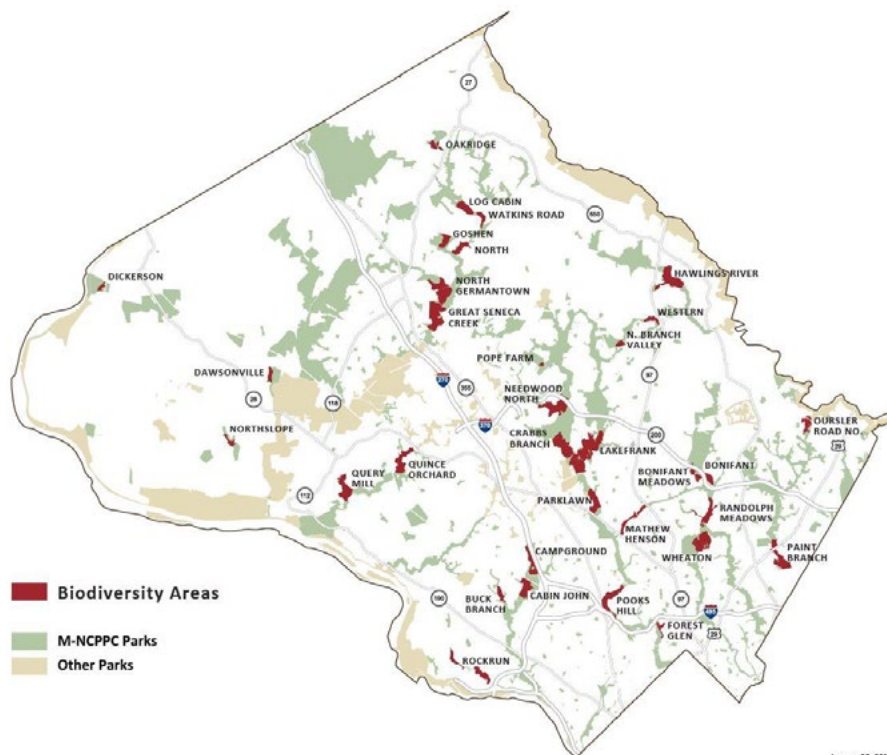 27
OAKRIDGE
LOG CABIN
WATKINS ROAD
650
GOSHEN
NORTH
DICKERSON
HAWLINGS RIVER
NORTH
GERMANTOWN
GREAT SENECA
CREEK
WESTERN
N. BRANCH
VALLEY
POPE FARM
DAWSONVILLE
270
355
97
28
118
NEEDWOOD
NORTH
NORTHSLOPE
270
CRABBS
BRANCH
LAKEFRANK
200
OURSLER
ROAD NO.
29
QUERY
MILL
QUINCE
ORCHARD
BONIFANT
MEADOWS
BONIFANT
112
PARKLAWN
RANDOLPH
MEADOWS
MATHEW
HENSON
WHEATON
PAINT
BRANCH
CAMPGROUND
Biodiversity Areas
190
BUCK
BRANCH
CABIN JOHN
POOKS
HILL
97
495
FOREST
GLEN
29
M-NCPPC Parks
Other Parks
ROCKRUN